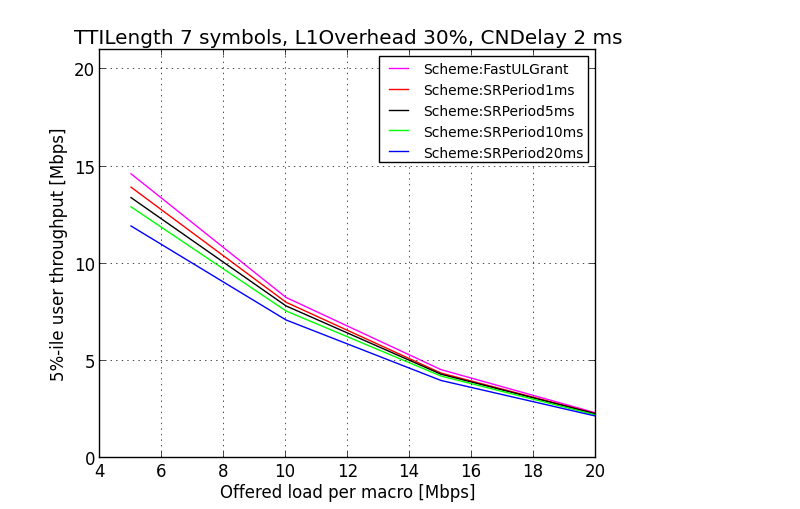 TTILength 7 symbols, L1Overhead 30%, CNDelay 2 ms
Scheme:FastULGrant
Scheme:SRPeriod1ms
Scheme:SRPeriod5ms
Scheme:SRPeriod10ms
Scheme:SRPeriod20ms
5%-ile user throughput [Mbps]
20
15
10
5
0
4 6 8 10 12 14 16 18 20
Offered load per macro [Mbps]